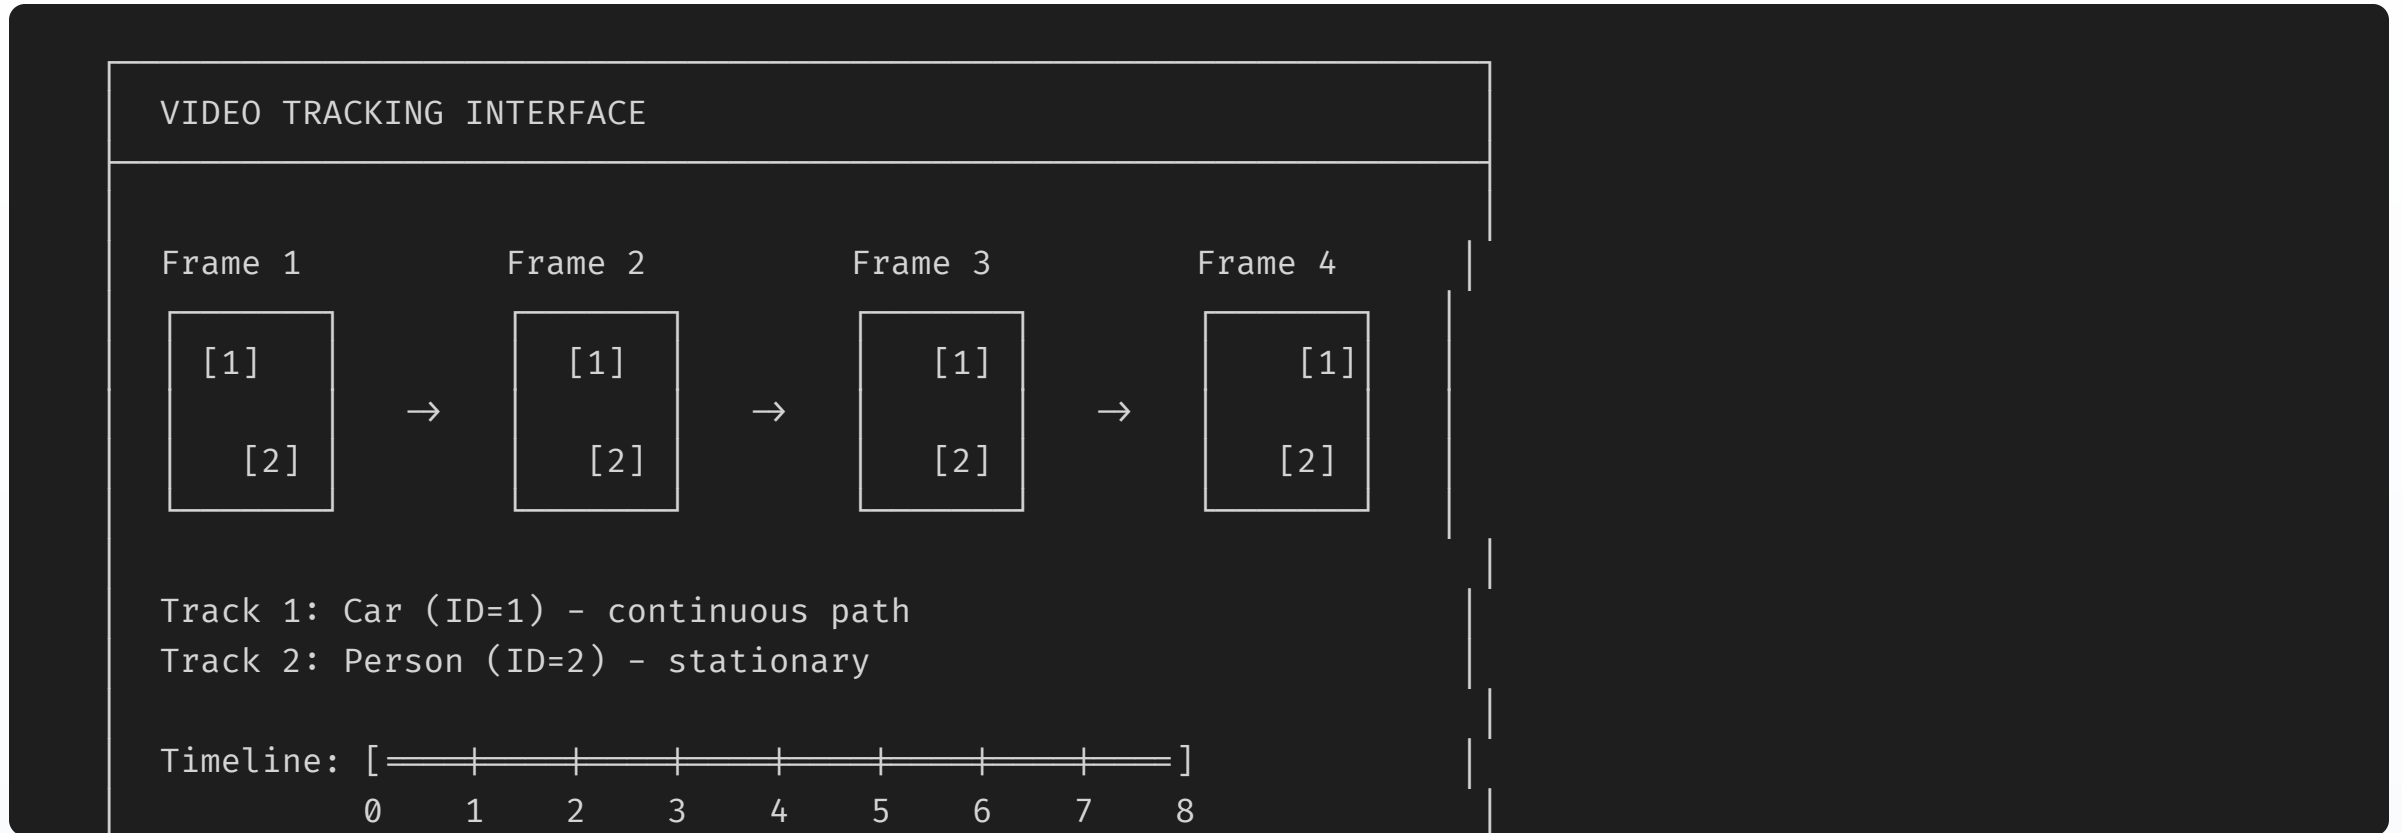 VIDEO TRACKING INTERFACE
Frame 1 Frame 2 Frame 3 Frame 4
[1] [1] [1] [1]
→ → →
[2] [2] [2] [2]
Track 1: Car (ID=1) – continuous path
Track 2: Person (ID=2) – stationary
Timeline: [════╪════╪════╪════╪════╪════╪════╪════]
0 1 2 3 4 5 6 7 8